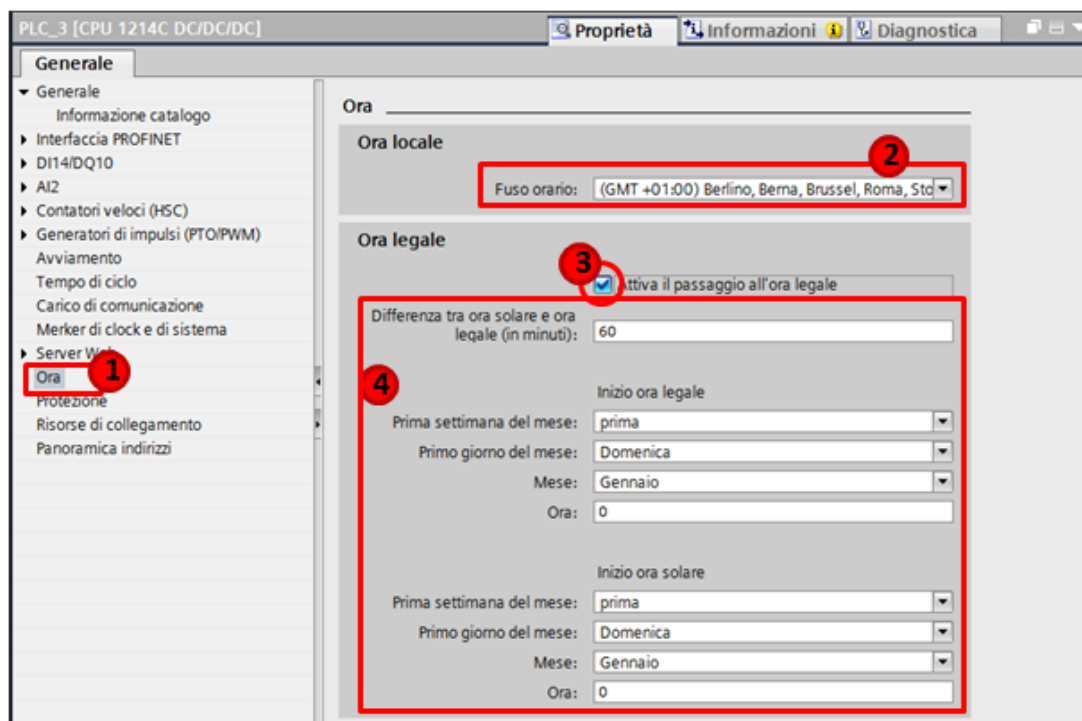 PLC_3 [CPU 1214C DC/DC/DC]
Proprietà
Informazioni
Diagnostica
Generale
Generale
Informazione catalogo
Interfaccia PROFINET
DI14/DQ10
AI2
Contatori veloci (HSC)
Generatori di impulsi (PTO/PWM)
Avviamento
Tempo di ciclo
Carico di comunicazione
Merker di clock e di sistema
Server Web
Ora
1
Protezione
Risorse di collegamento
Panoramica indirizzi
Ora
Ora locale
2
Fuso orario: (GMT +01:00) Berlino, Berna, Brussel, Roma, Sto
Ora legale
3
Attiva il passaggio all'ora legale
Differenza tra ora solare e ora
legale (in minuti): 60
4
Inizio ora legale
Prima settimana del mese: prima
Primo giorno del mese: Domenica
Mese: Gennaio
Ora: 0
Inizio ora solare
Prima settimana del mese: prima
Primo giorno del mese: Domenica
Mese: Gennaio
Ora: 0